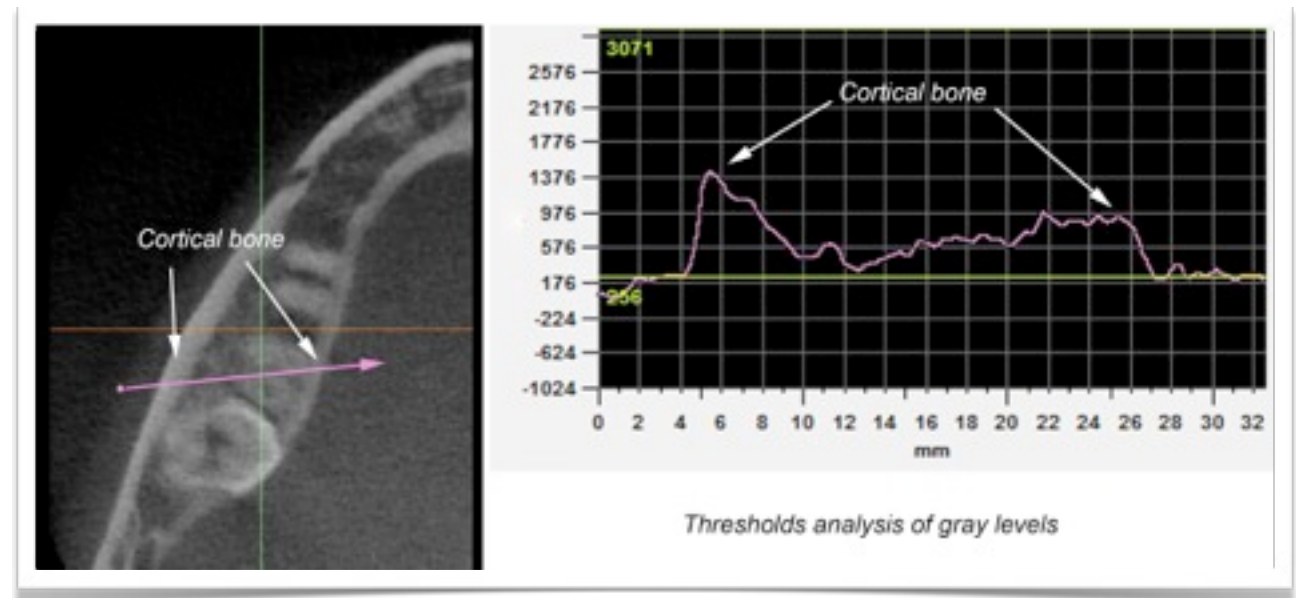 Cortical bone
3071
2576
2176
1776
1376
976
576
176
256
-224
-624
-1024
Cortical bone
0 2 4 6 8 10 12 14 16 18 20 22 24 26 28 30 32
mm
Thresholds analysis of gray levels